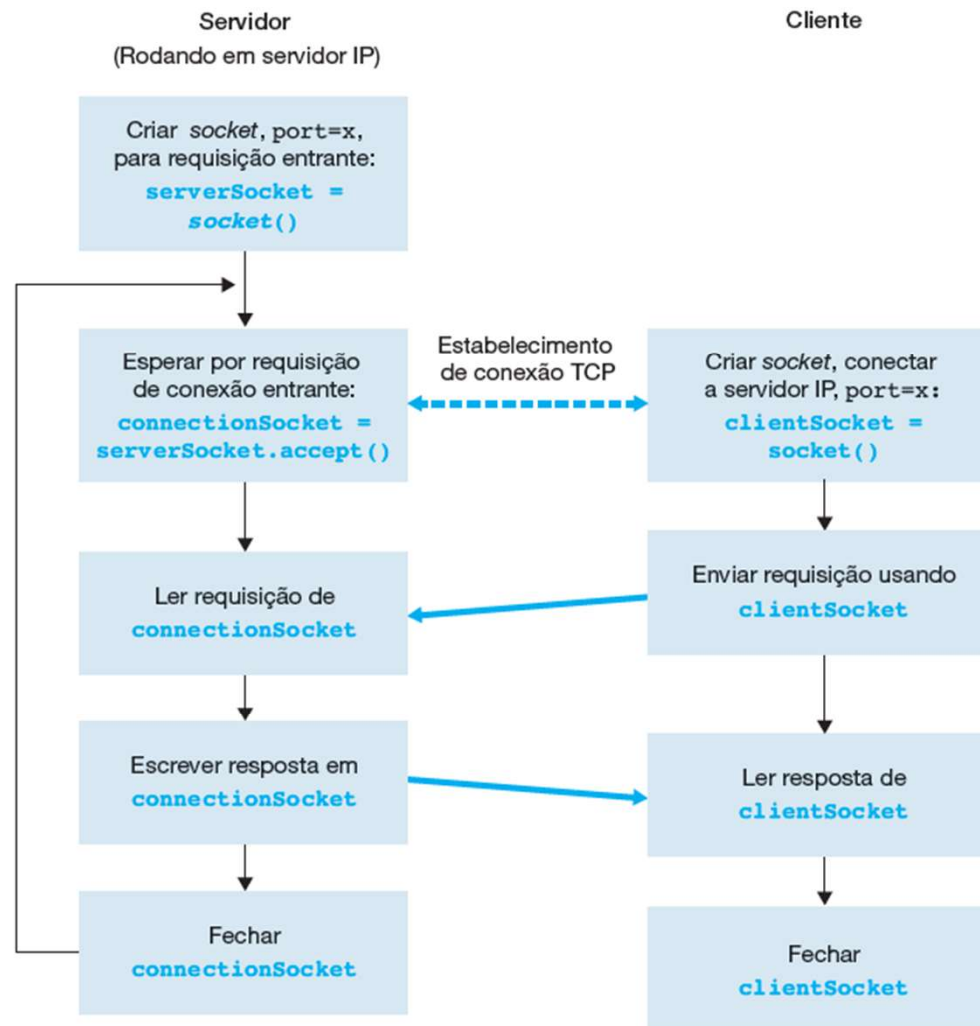 Servidor
(Rodando em servidor IP)
Cliente
Criar socket, port=x,
para requisição entrante:
serverSocket =
socket()
Esperar por requisição
de conexão entrante:
connectionSocket =
serverSocket.accept()
Estabelecimento
de conexão TCP
Criar socket, conectar
a servidor IP, port=x:
clientSocket =
socket()
Ler requisição de
connectionSocket
Enviar requisição usando
clientSocket
Escrever resposta em
connectionSocket
Ler resposta de
clientSocket
Fechar
connectionSocket
Fechar
clientSocket